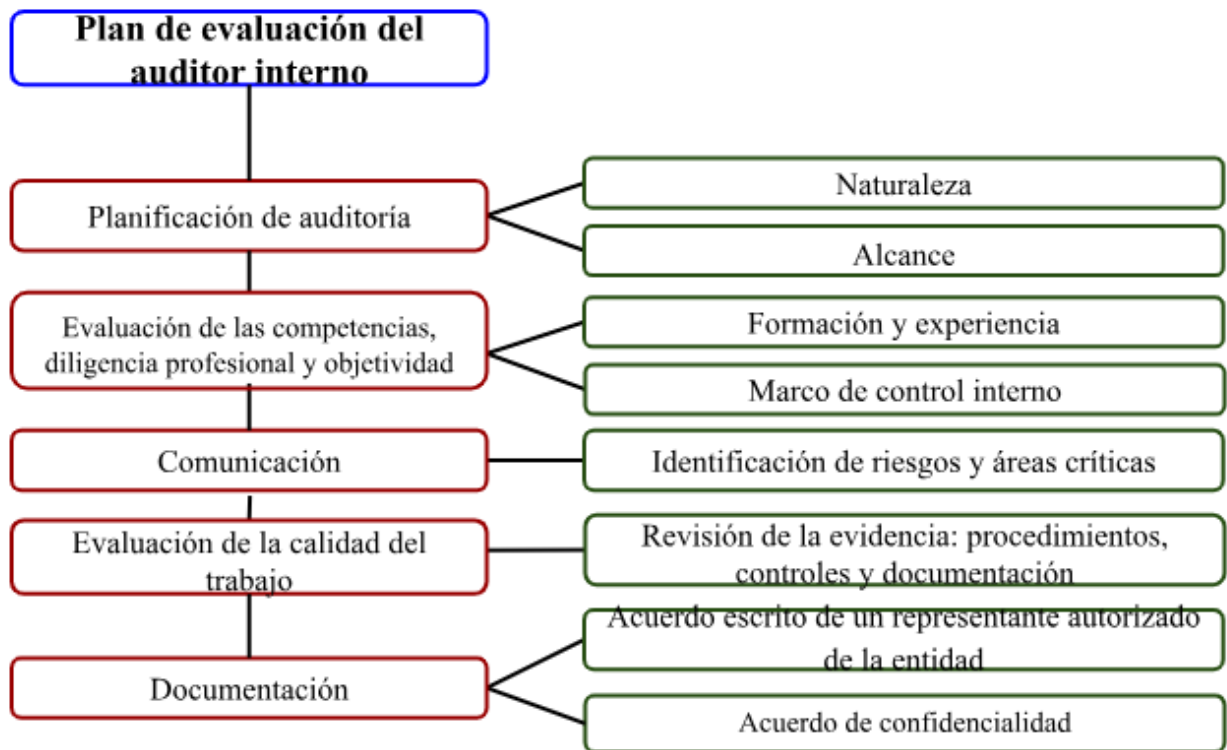 Plan de evaluación del
auditor interno
Planificación de auditoría
Naturaleza
Alcance
Evaluación de las competencias,
diligencia profesional y objetividad
Formación y experiencia
Marco de control interno
Comunicación
Identificación de riesgos y áreas críticas
Evaluación de la calidad del
trabajo
Revisión de la evidencia: procedimientos,
controles y documentación
Documentación
Acuerdo escrito de un representante autorizado
de la entidad
Acuerdo de confidencialidad